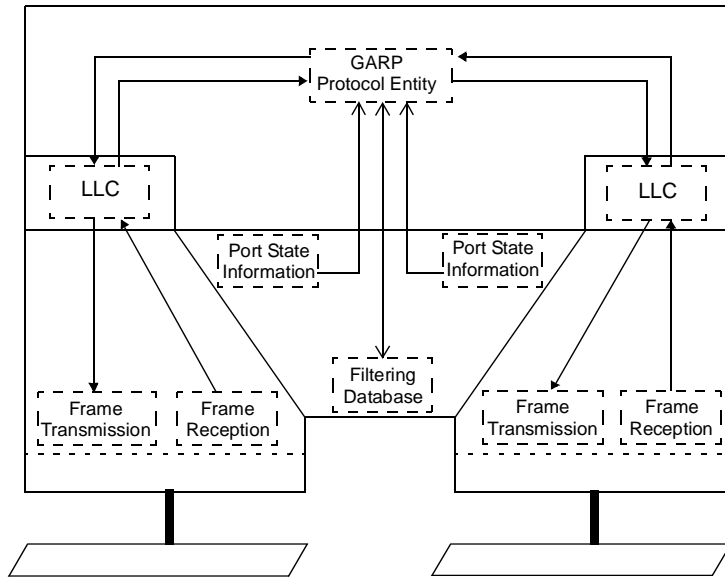 GARP
Protocol Entity
LLC
LLC
Port State
Information
Port State
Information
Filtering
Database
Frame
Transmission
Frame
Reception
Frame
Transmission
Frame
Reception